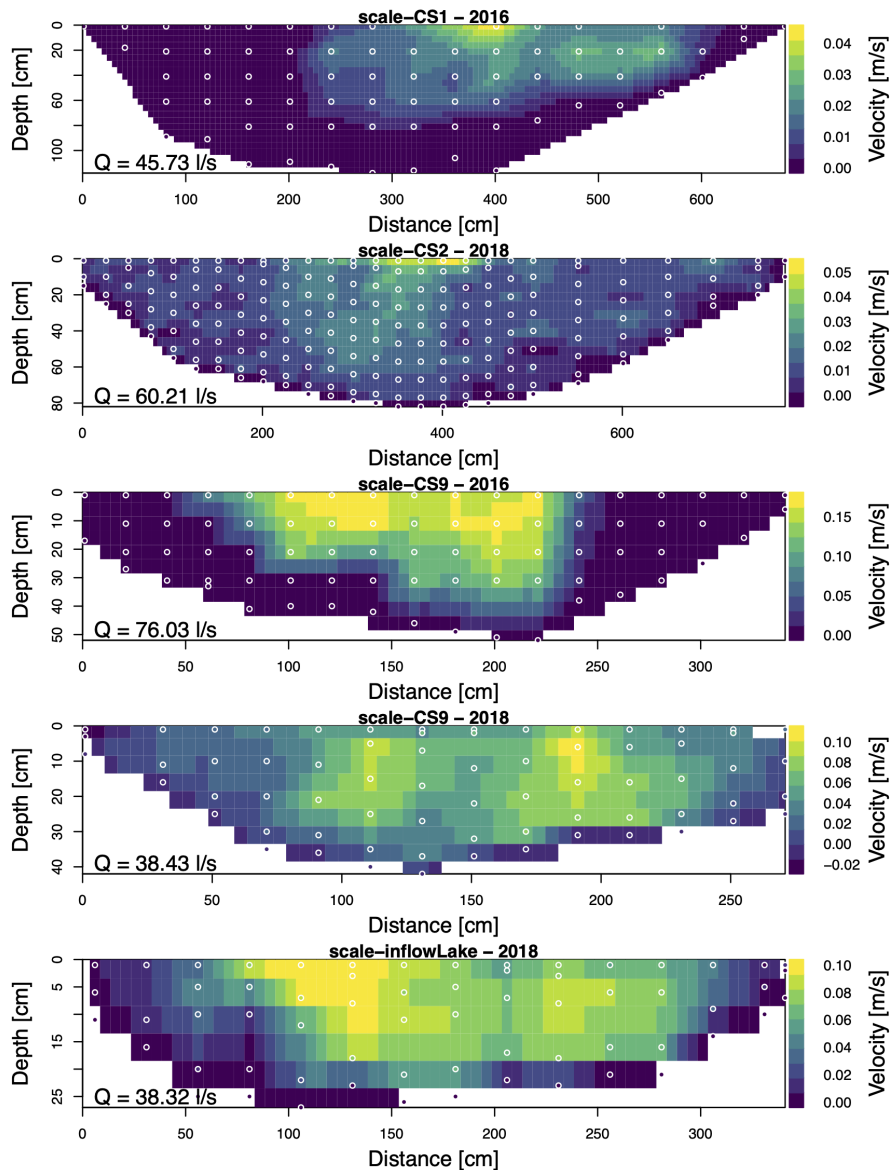 scale−CS1 − 2016
0
20
60
100
Depth [cm]
Q = 45.73 l/s
0 100 200 300 400 500 600
Distance [cm]
0.04
0.03
0.02
0.01
0.00
Velocity [m/s]
scale−CS2 − 2018
0
20
40
60
80
Depth [cm]
Q = 60.21 l/s
0 200 400 600
Distance [cm]
0.05
0.04
0.03
0.02
0.01
0.00
Velocity [m/s]
scale−CS9 − 2016
0
10
20
30
40
50
Depth [cm]
Q = 76.03 l/s
0 50 100 150 200 250 300
Distance [cm]
0.15
0.10
0.05
0.00
Velocity [m/s]
scale−CS9 − 2018
0
10
20
30
40
Depth [cm]
Q = 38.43 l/s
0 50 100 150 200 250
Distance [cm]
0.10
0.08
0.06
0.04
0.02
0.00
−0.02
Velocity [m/s]
scale−inflowLake − 2018
0
5
15
25
Depth [cm]
Q = 38.32 l/s
0 50 100 150 200 250 300
Distance [cm]
0.10
0.08
0.06
0.04
0.02
0.00
Velocity [m/s]